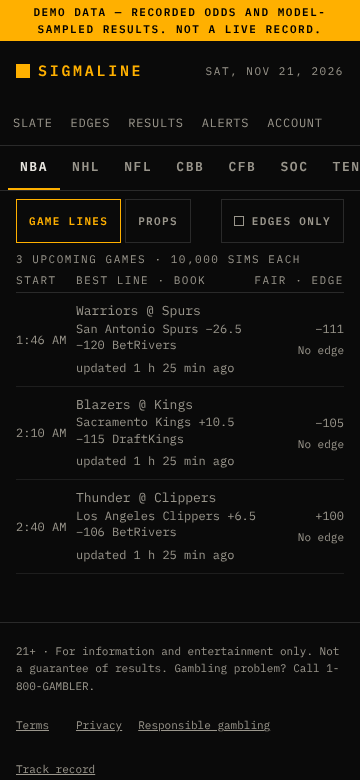 DEMO DATA — RECORDED ODDS AND MODEL-
SAMPLED RESULTS. NOT A LIVE RECORD.
SIGMALINE SAT, NOV 21, 2026
SLATE EDGES RESULTS ALERTS ACCOUNT
NBA NHL NFL CBB CFB SOC TEN
GAME LINES PROPS EDGES ONLY
3 UPCOMING GAMES · 10,000 SIMS EACH
START BEST LINE · BOOK FAIR · EDGE
Warriors @ Spurs
1:46 AM San Antonio Spurs −26.5 −111
−120 BetRivers No edge
updated 1 h 25 min ago
Blazers @ Kings
2:10 AM Sacramento Kings +10.5 −105
−115 DraftKings No edge
updated 1 h 25 min ago
Thunder @ Clippers
2:40 AM Los Angeles Clippers +6.5 +100
−106 BetRivers No edge
updated 1 h 25 min ago
21+ · For information and entertainment only. Not
a guarantee of results. Gambling problem? Call 1-
800-GAMBLER.
Terms Privacy Responsible gambling
Track record